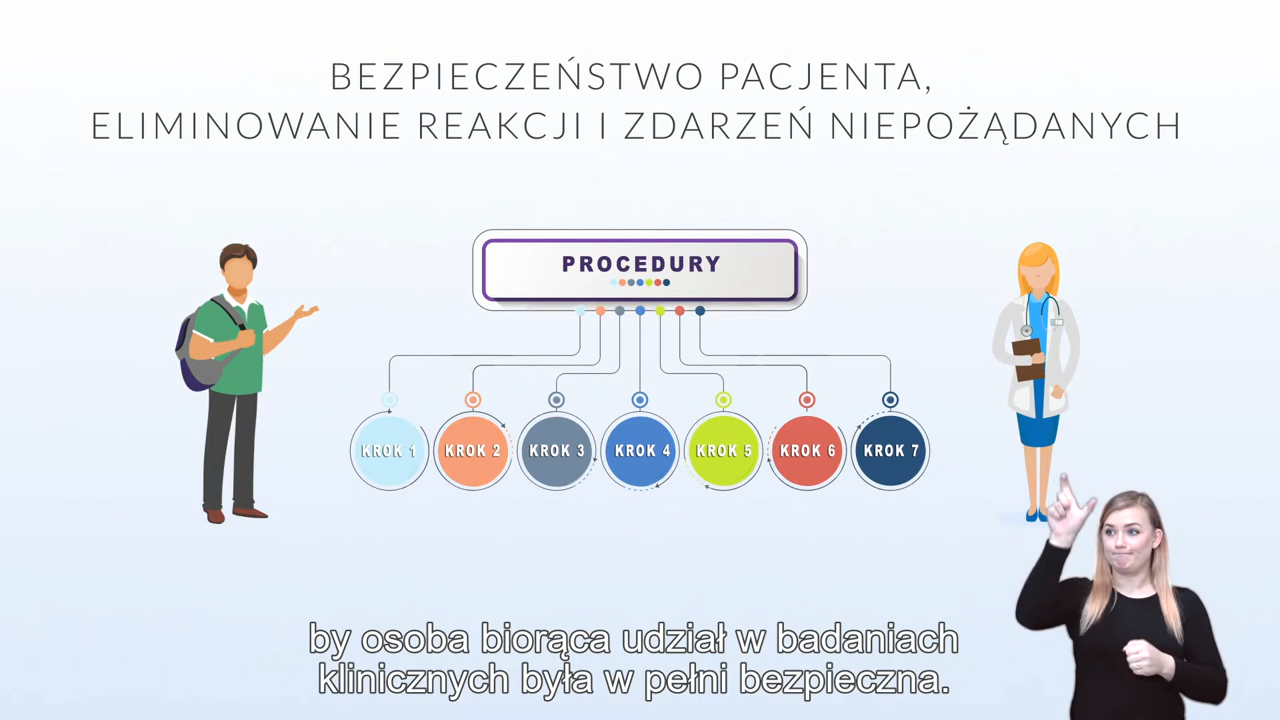 BEZPIECZEŃSTWO PACJENTA,
ELIMINOWANIE REAKCJI I ZDARZEŃ NIEPOŻĄDANYCH
PROCEDURY
KROK 1
KROK 2
KROK 3
KROK 4
KROK 5
KROK 6
KROK 7
by osoba biorąca udział w badaniach
klinicznych była w pełni bezpieczna.